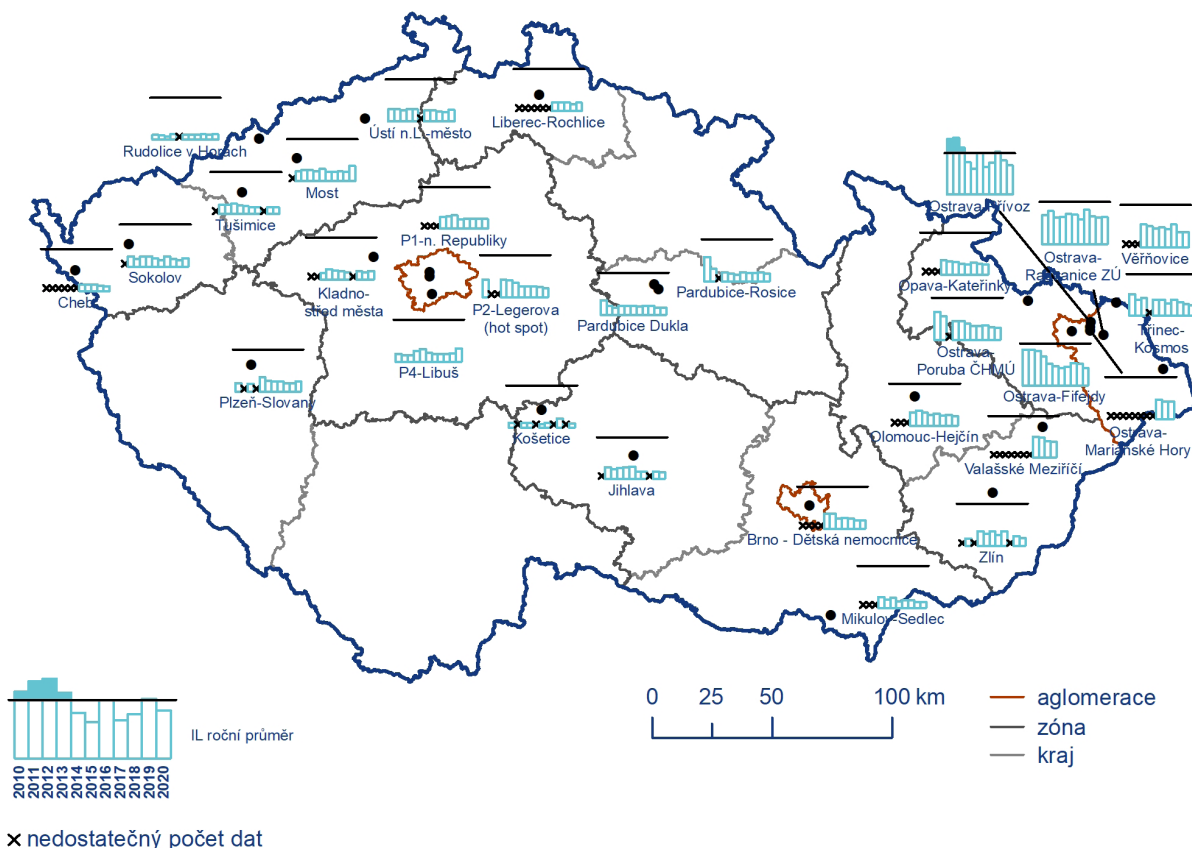 Ústí n.L.-město
Liberec-Rochlice
Rudolice v Horách
Most
Tušimice
Ostrava-Přívoz
P1-n. Republiky
Sokolov
Cheb
Kladno-
střed města
P2-Legerova
(hot spot)
Pardubice Dukla
Pardubice-Rosice
Opava-Kateřinky
Ostrava-
Radvanice ZÚ
Věřňovice
Třinec-
Kosmos
Ostrava-
Poruba ČHMÚ
Ostrava-Fifejdy
P4-Libuš
Plzeň-Slovany
Košetice
Olomouc-Hejčín
Ostrava-
Mariánské Hory
Valašské Meziříčí
Jihlava
Brno - Dětská nemocnice
Zlín
Mikulov-Sedlec
IL roční průměr
2010
2011
2012
2013
2014
2015
2016
2017
2018
2019
2020
× nedostatečný počet dat
0 25 50 100 km
aglomerace
zóna
kraj